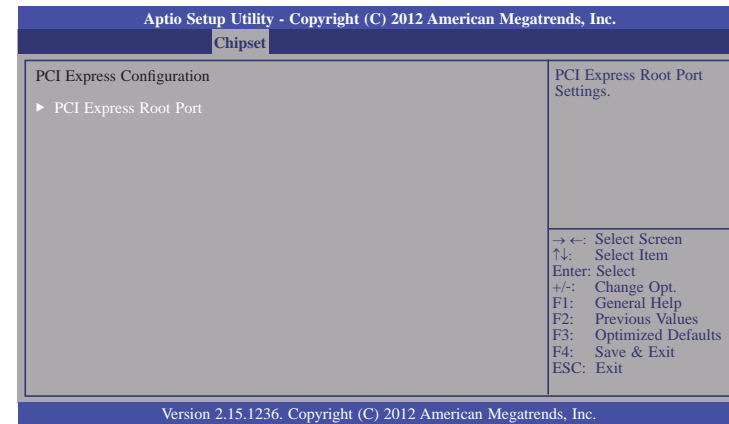 Aptio Setup Utility - Copyright (C) 2012 American Megatrends, Inc.
Chipset
PCI Express Configuration
► PCI Express Root Port
PCI Express Root Port
Settings.
→ ←: Select Screen
↑↓: Select Item
Enter: Select
+/-: Change Opt.
F1: General Help
F2: Previous Values
F3: Optimized Defaults
F4: Save & Exit
ESC: Exit
Version 2.15.1236. Copyright (C) 2012 American Megatrends, Inc.